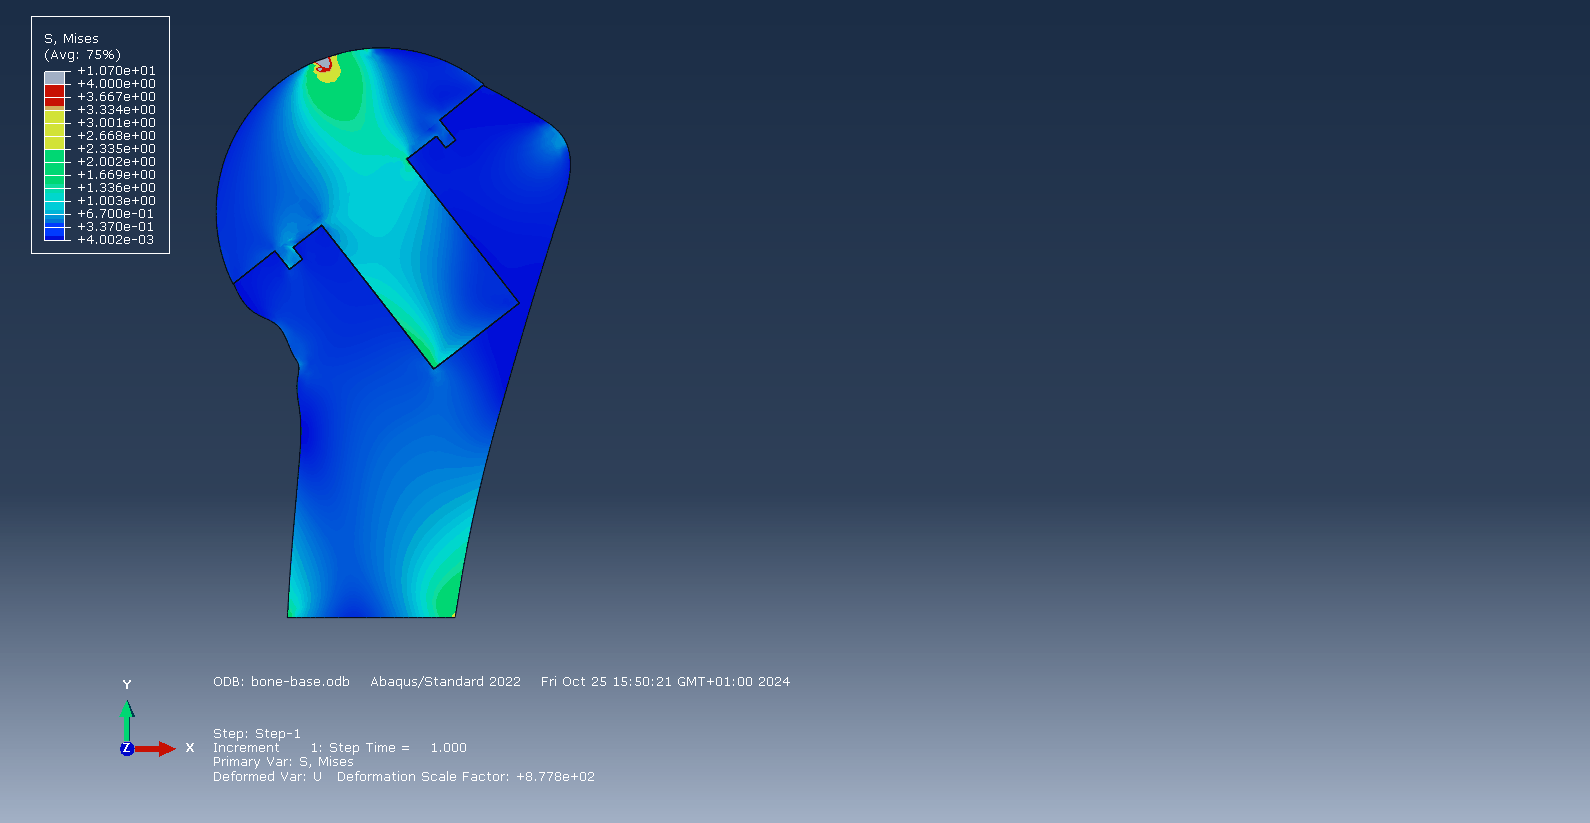 S, Mises
(Avg: 75%)
+1.070e+01
+4.000e+00
+3.667e+00
+3.334e+00
+3.001e+00
+2.668e+00
+2.335e+00
+2.002e+00
+1.669e+00
+1.336e+00
+1.003e+00
+6.700e-01
+3.370e-01
+4.002e-03
Y
Z
X
ODB: bone-base.odb Abaqus/Standard 2022 Fri Oct 25 15:50:21 GMT+01:00 2024
Step: Step-1
Increment 1: Step Time = 1.000
Primary Var: S, Mises
Deformed Var: U Deformation Scale Factor: +8.778e+02